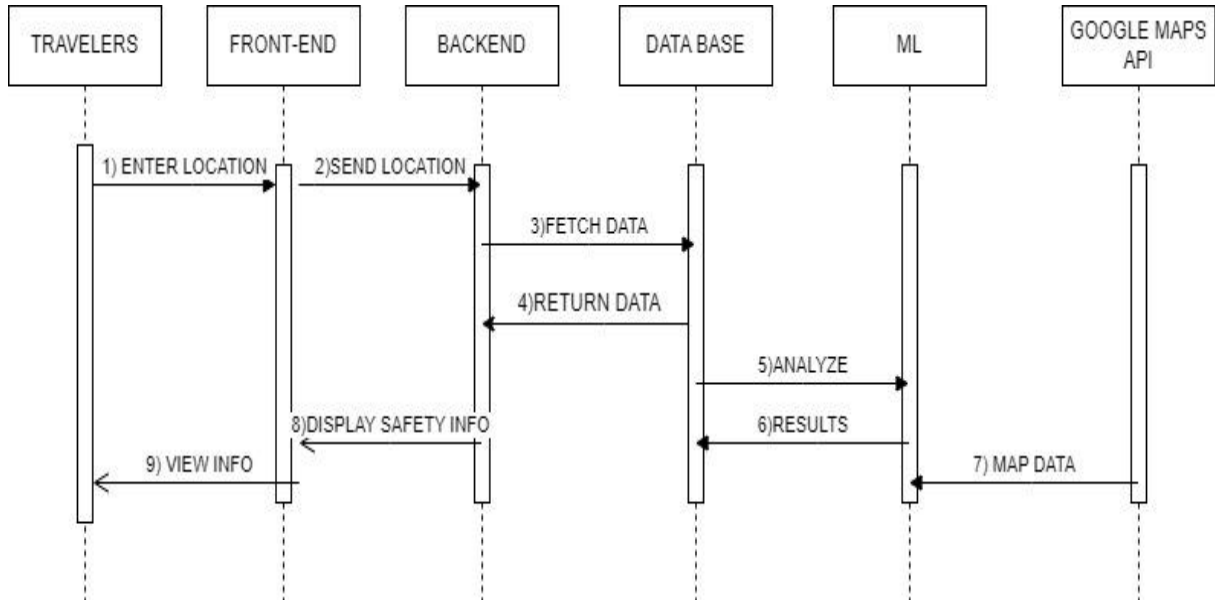 TRAVELERS
FRONT-END
BACKEND
DATA BASE
ML
GOOGLE MAPS
API
1) ENTER LOCATION
2)SEND LOCATION
3)FETCH DATA
4)RETURN DATA
5)ANALYZE
8)DISPLAY SAFETY INFO
6)RESULTS
9) VIEW INFO
7) MAP DATA